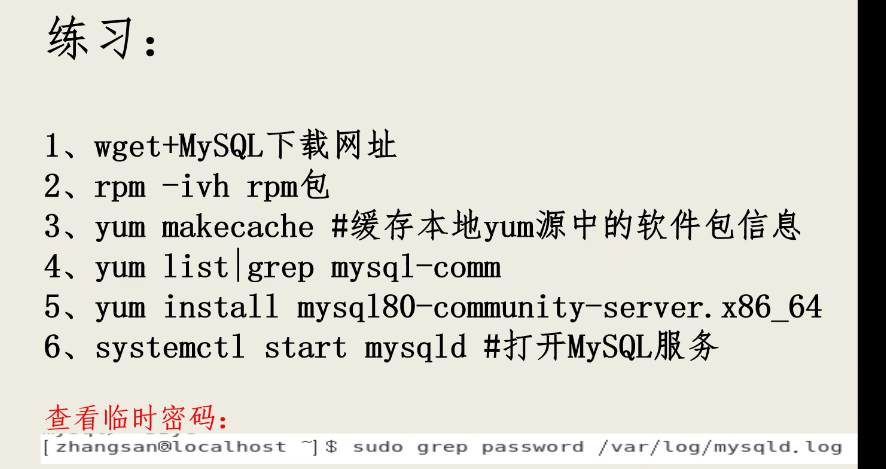 练习：
1、wget+MySQL下载网址
2、rpm -ivh rpm包
3、yum makecache #缓存本地yum源中的软件包信息
4、yum list|grep mysql-comm
5、yum install mysql80-community-server.x86_64
6、systemctl start mysqld #打开MySQL服务
查看临时密码：
[zhangsan@localhost ~]$ sudo grep password /var/log/mysqld.log